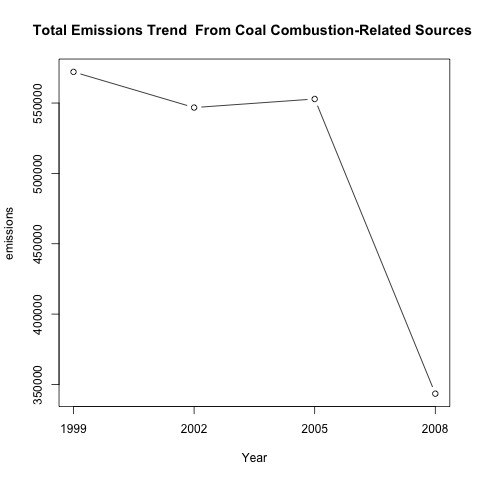 Total Emissions Trend  From Coal Combustion-Related Sources
emissions
550000
500000
450000
400000
350000
1999 2002 2005 2008
Year